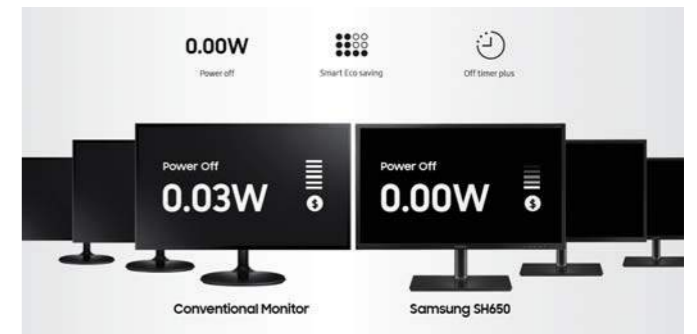 0.00W
Power off
Smart Eco saving
Off timer plus
Power Off
0.03W
$
Power Off
0.00W
$
Conventional Monitor
Samsung SH650